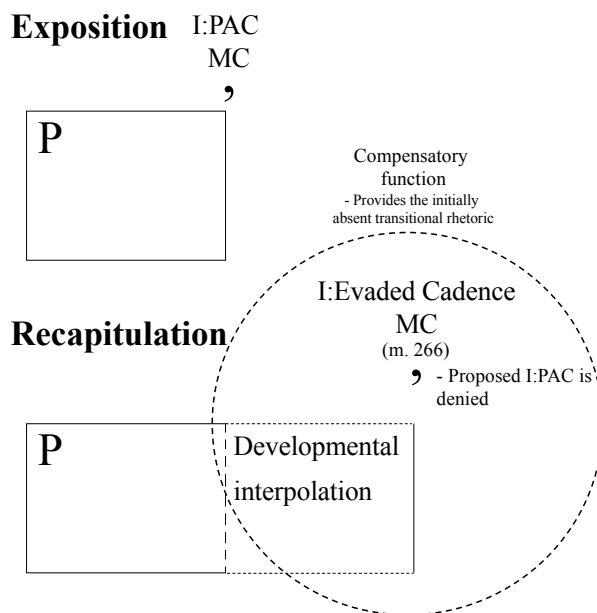 Exposition
I:PAC
MC
,
P
Compensatory
function
- Provides the initially
absent transitional rhetoric
I:Evaded Cadence
MC
(m. 266)
, - Proposed I:PAC is
denied
Recapitulation
P
Developmental
interpolation